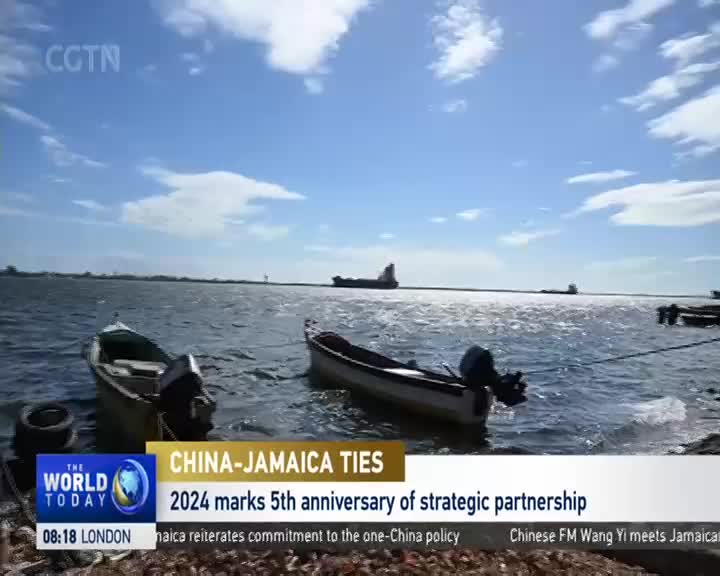 CGTN
CHINA-JAMAICA TIES
THE
WORLD
TODAY
2024 marks 5th anniversary of strategic partnership
08:18 LONDON
maica reiterates commitment to the one-China policy Chinese FM Wang Yi meets Jamaican